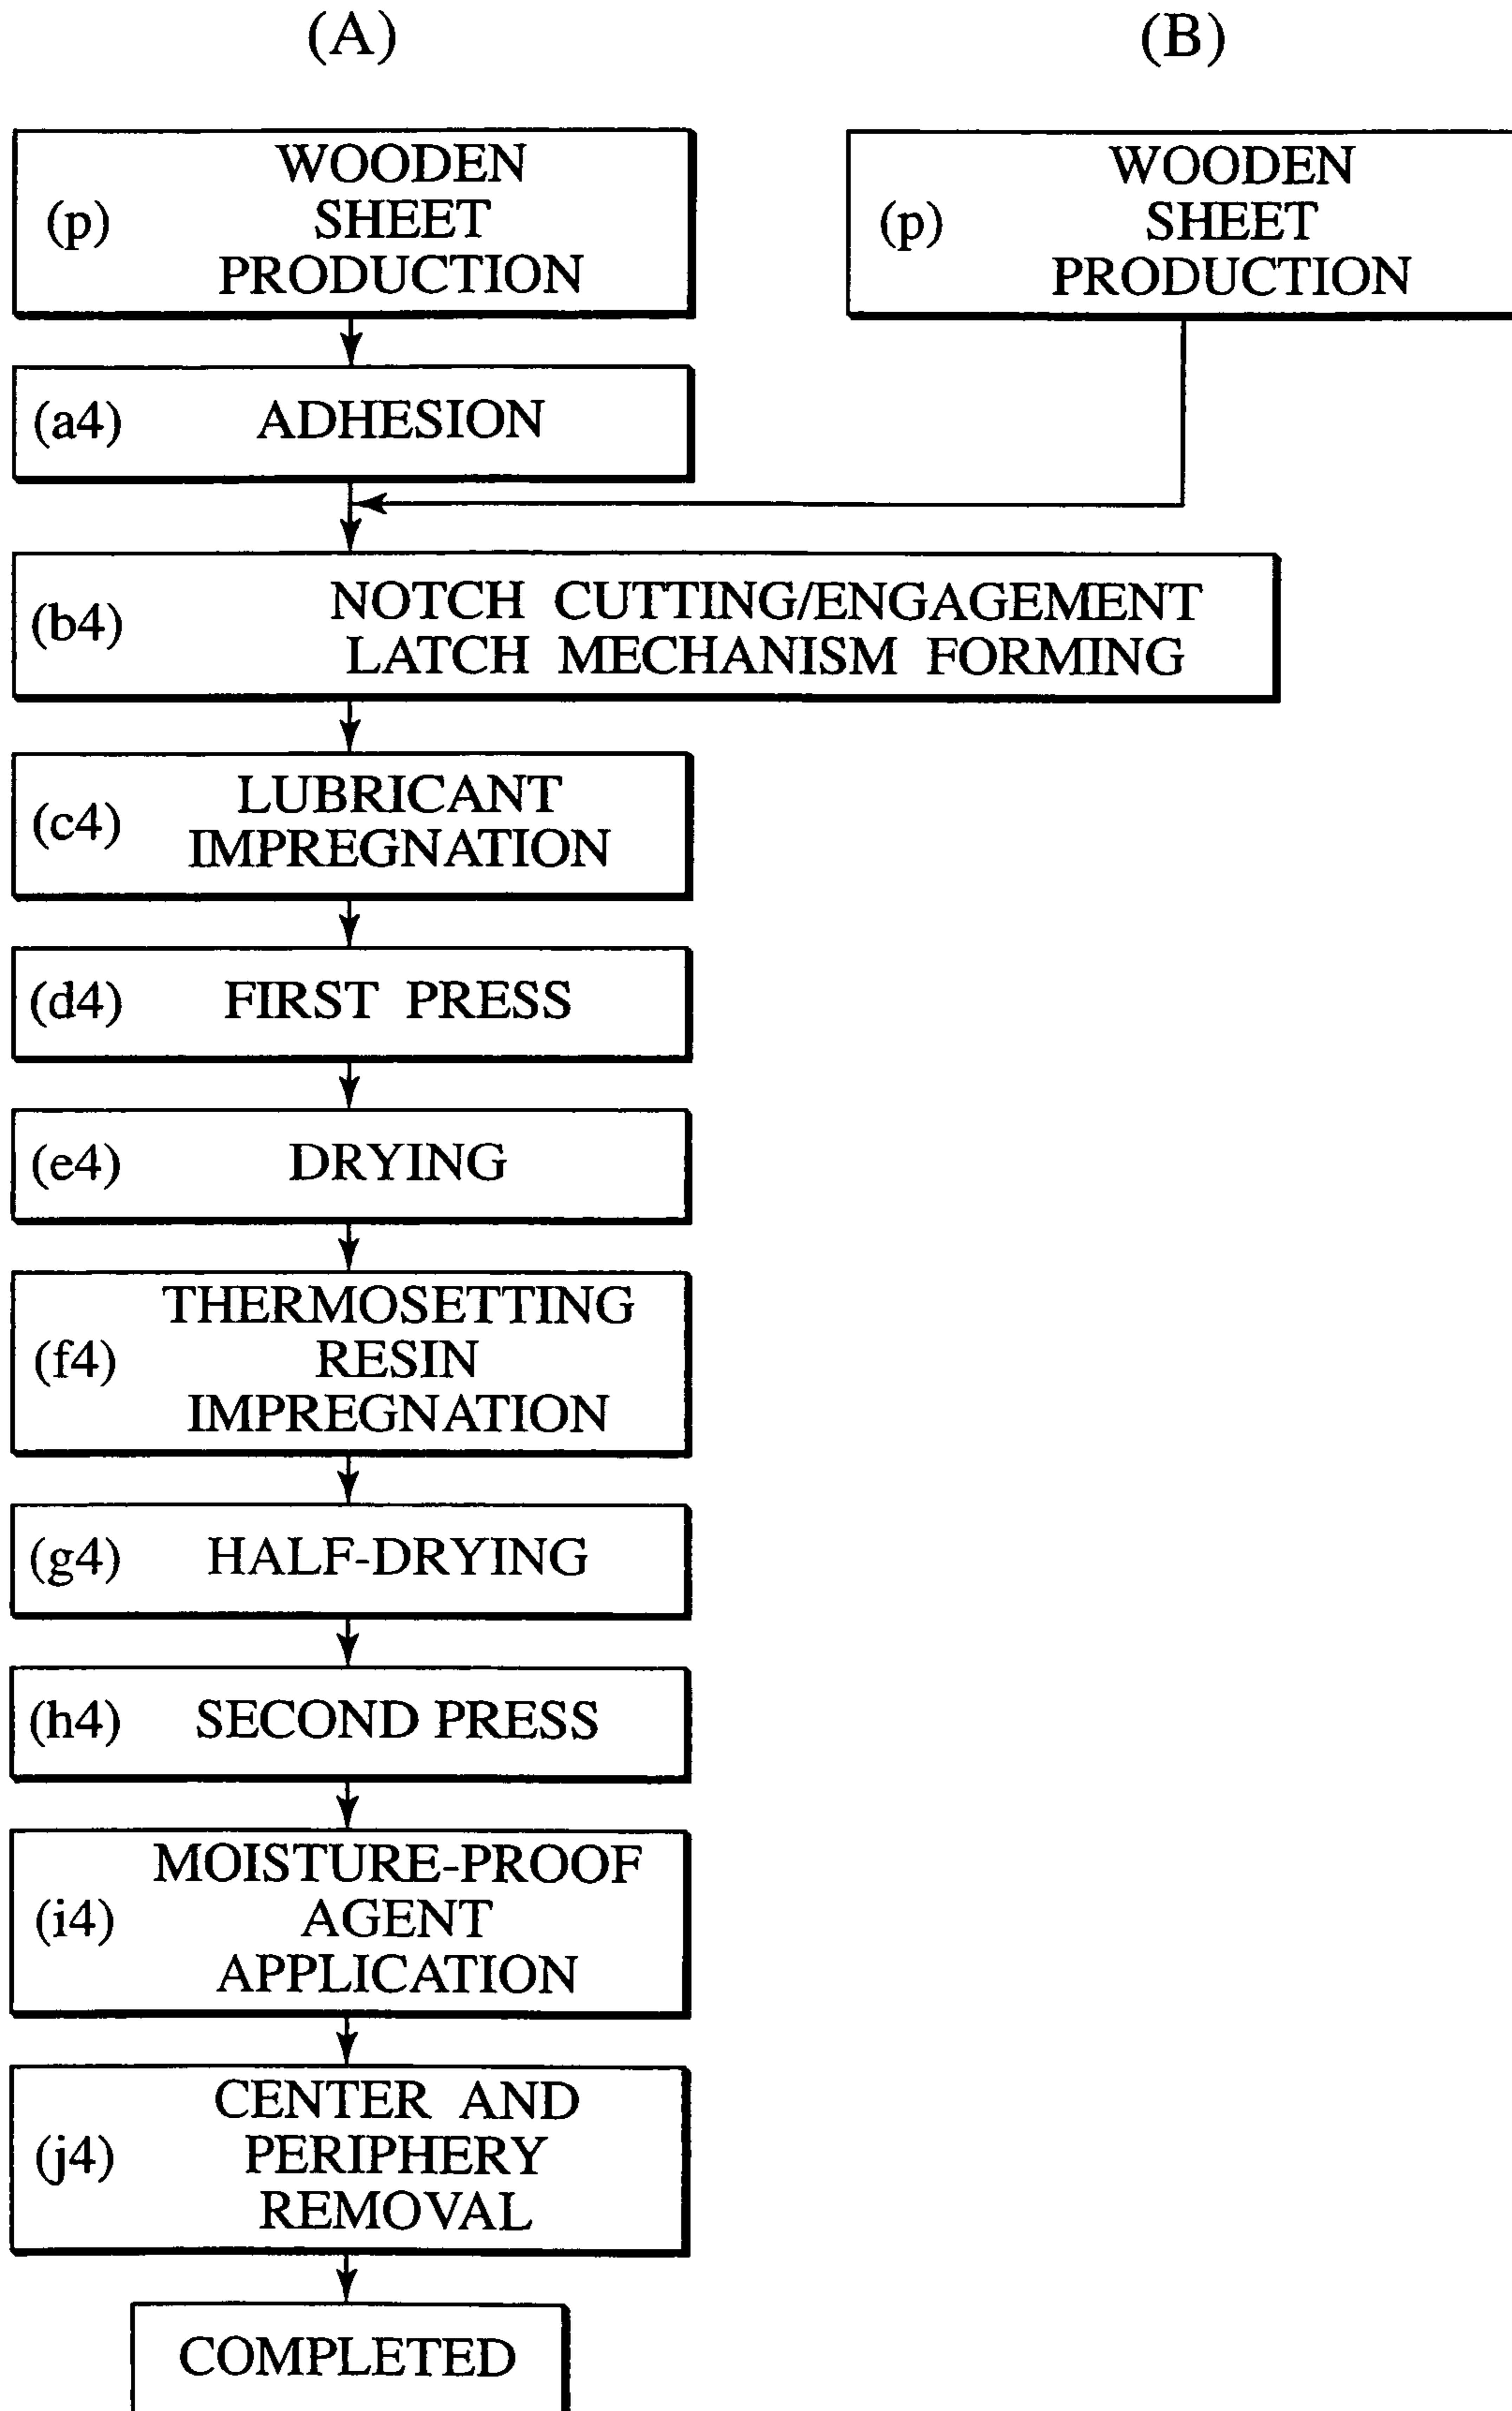 (A)
(B)
(p)
WOODEN
SHEET
PRODUCTION
(p)
WOODEN
SHEET
PRODUCTION
(a4)
ADHESION
(b4)
NOTCH CUTTING/ENGAGEMENT
LATCH MECHANISM FORMING
(c4)
LUBRICANT
IMPREGNATION
(d4)
FIRST PRESS
(e4)
DRYING
(f4)
THERMOSETTING
RESIN
IMPREGNATION
(g4)
HALF-DRYING
(h4)
SECOND PRESS
(i4)
MOISTURE-PROOF
AGENT
APPLICATION
(j4)
CENTER AND
PERIPHERY
REMOVAL
COMPLETED